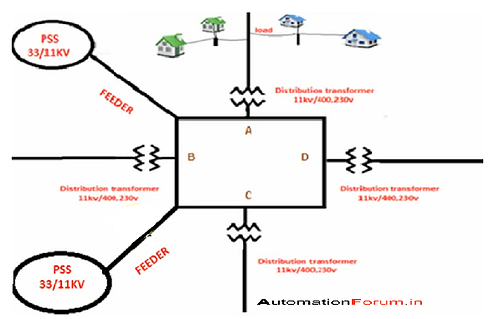 PSS
33/11KV
load
FEEDER
Distribution transformer
11kv/400,230v
A
B
D
Distribution transformer
11kv/400,230v
C
Distribution transformer
11kv/400,230v
FEEDER
PSS
33/11KV
Distribution transformer
11kv/400,230v
AutomationForum.in